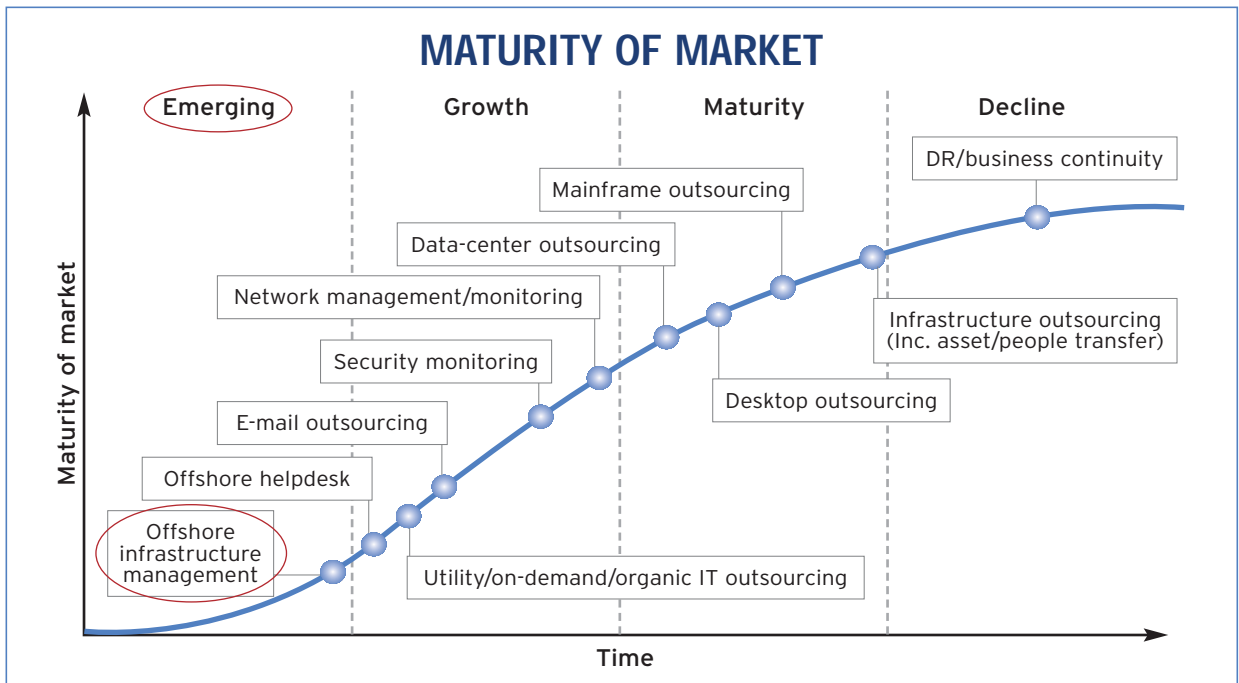 MATURITY OF MARKET
Emerging
Growth
Maturity
Decline
DR/business continuity
Mainframe outsourcing
Data-center outsourcing
Network management/monitoring
Infrastructure outsourcing
(Inc. asset/people transfer)
Security monitoring
Desktop outsourcing
E-mail outsourcing
Offshore helpdesk
Offshore
infrastructure
management
Utility/on-demand/organic IT outsourcing
Maturity of market
Time